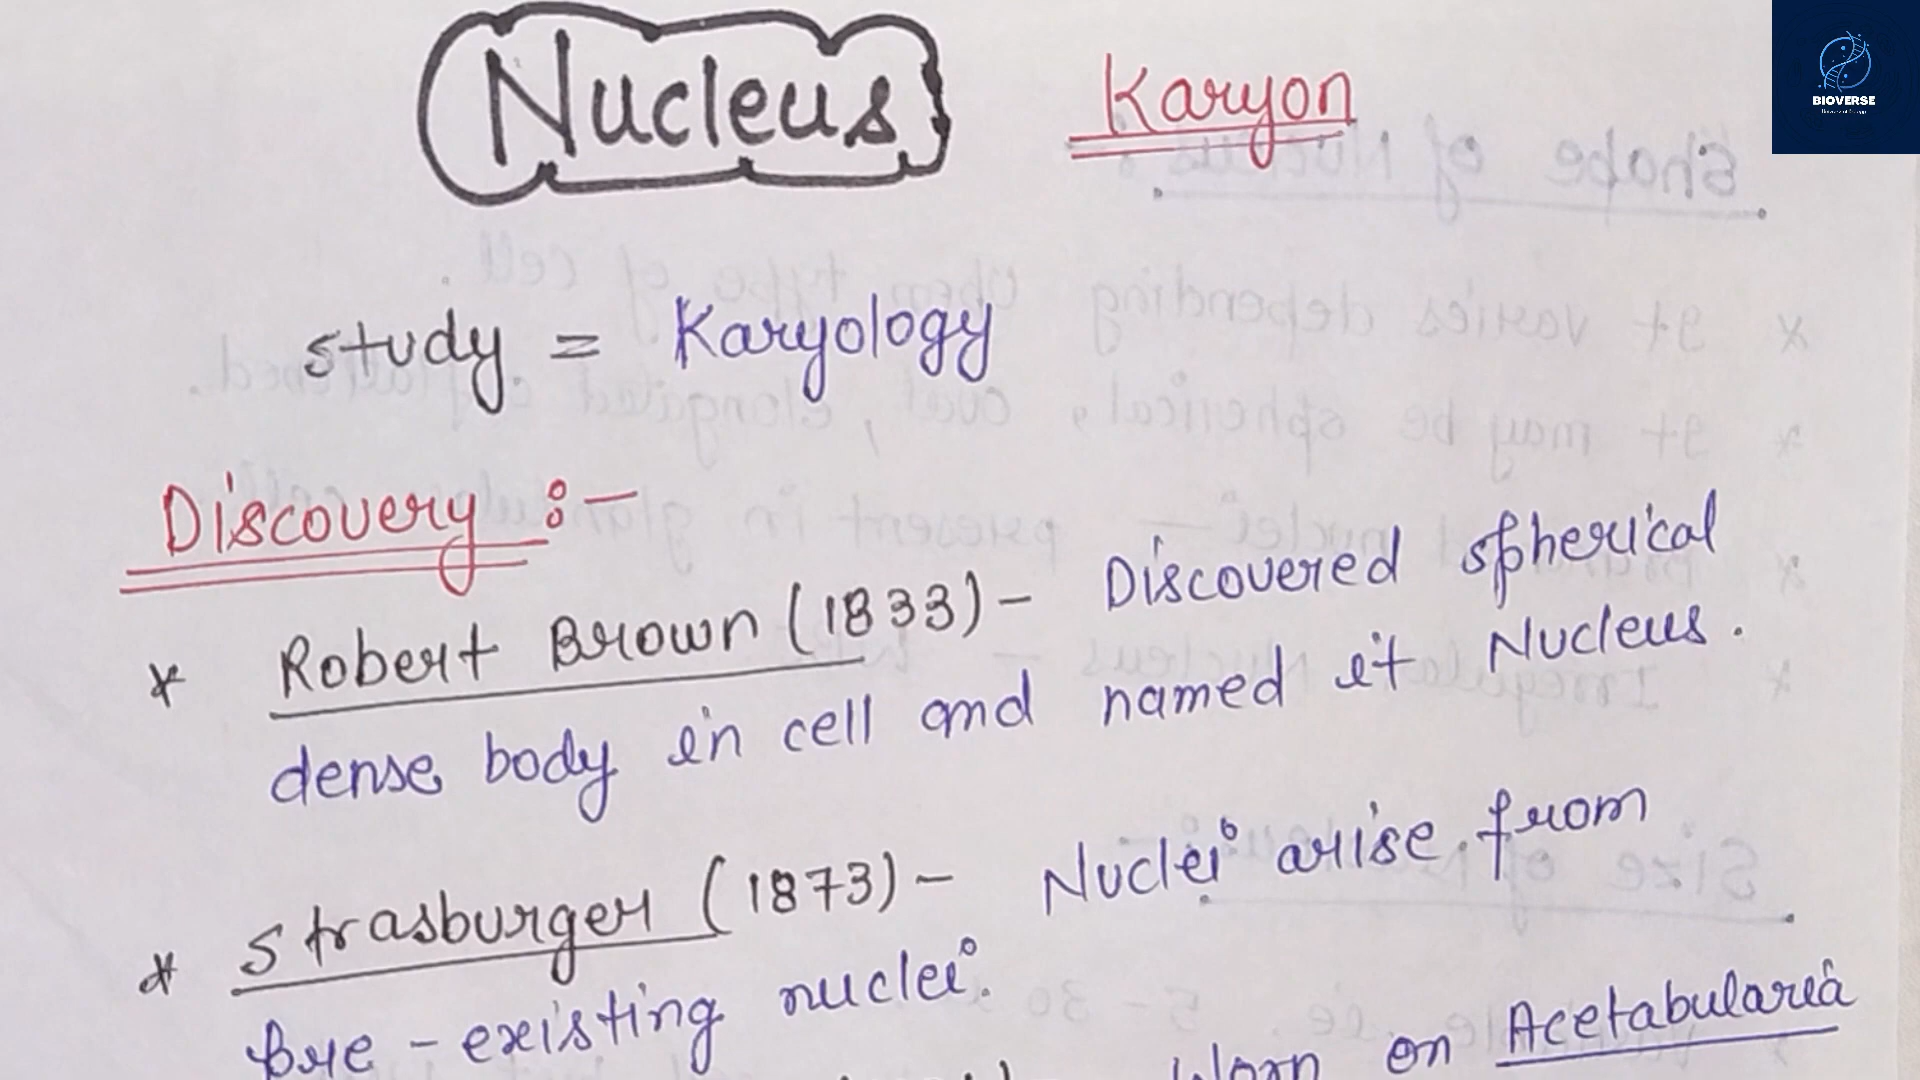 Nucleus
Karyon
BIOVERSE
study = Karyology
Discovery :-
* Robert Brown (1833) - Discovered spherical
dense body in cell and named it Nucleus.
* Strasburger (1873) - Nuclei arise from
pre-existing nuclei.
on Acetabularia